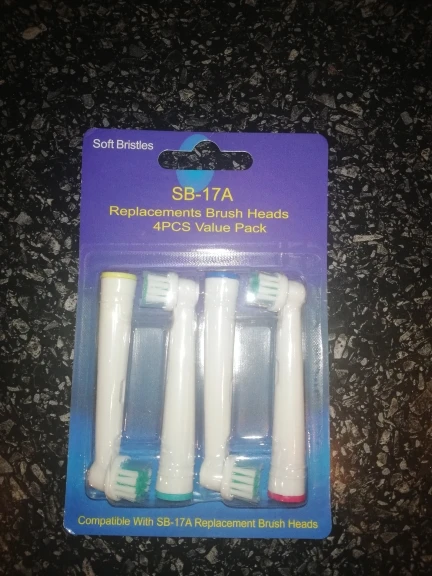 Soft Bristles
SB-17A
Replacements Brush Heads
4PCS Value Pack
Compatible With SB-17A Replacement Brush Heads